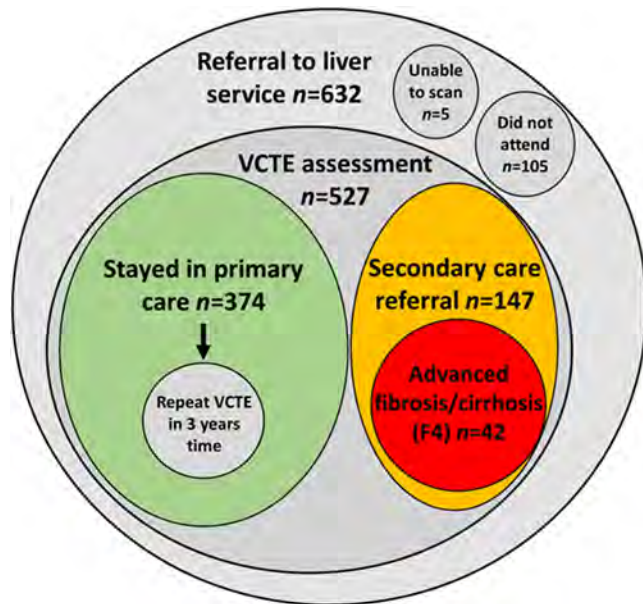 Referral to liver
service n=632
Unable
to scan
n=5
Did not
attend
n=105
VCTE assessment
n=527
Stayed in primary
care n=374
Repeat VCTE
in 3 years
time
Secondary care
referral n=147
Advanced
fibrosis/cirrhosis
(F4) n=42